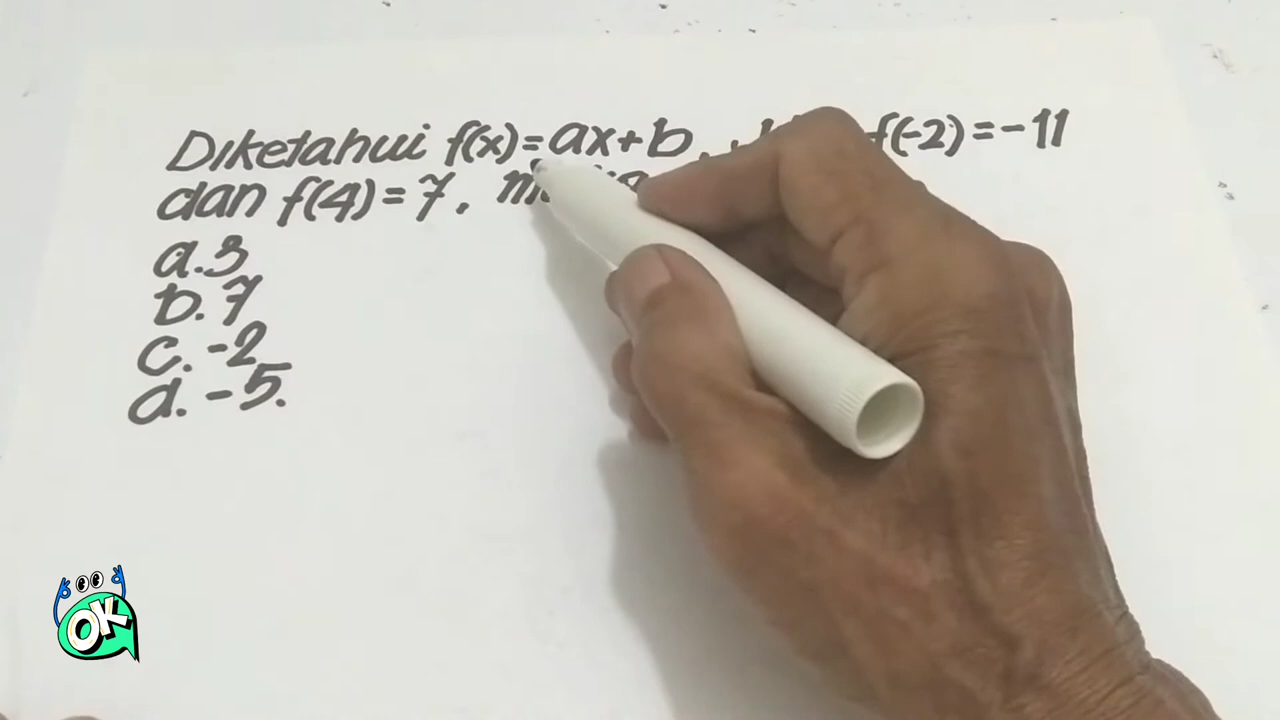 Diketahui f(x)=ax+b, f(-2)=-11
dan f(4)=7.
a. 3
b. 7
c. -2
d. -5.
OK